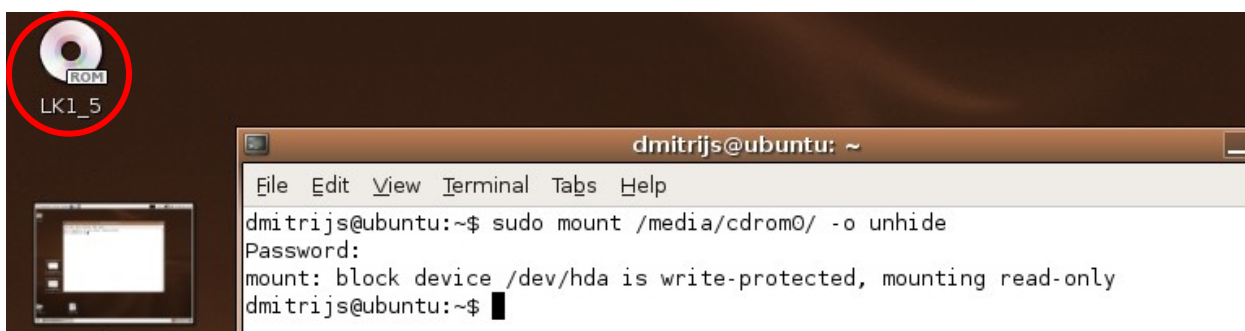 ROM
LK1_5
dmitrijs@ubuntu: ~
File Edit View Terminal Tabs Help
dmitrijs@ubuntu:~$ sudo mount /media/cdrom0/ -o unhide
Password:
mount: block device /dev/hda is write-protected, mounting read-only
dmitrijs@ubuntu:~$